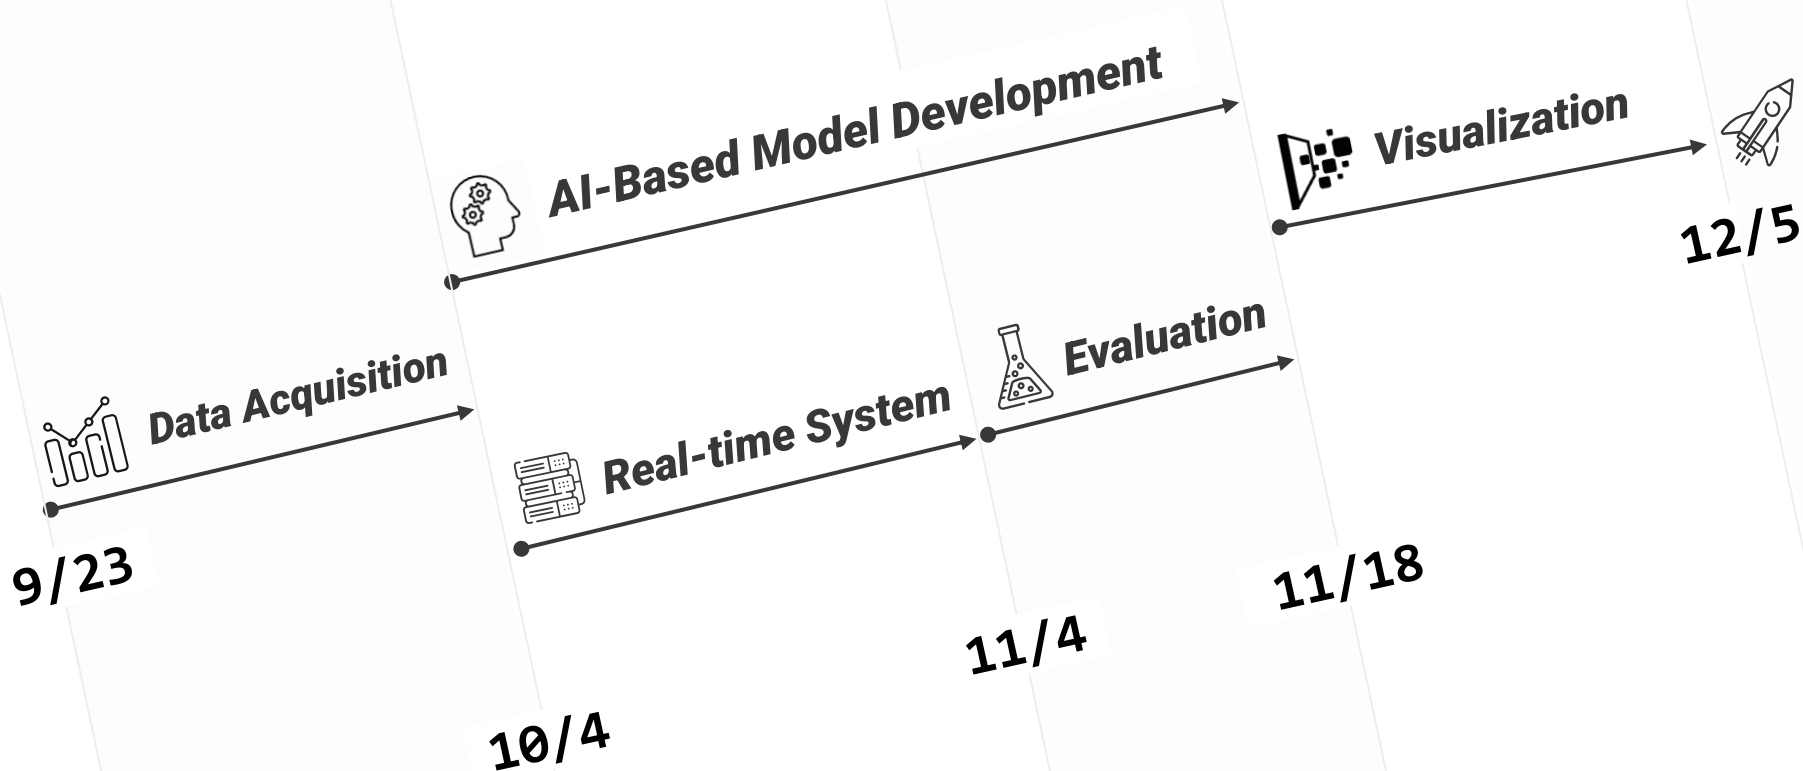 AI-Based Model Development
Visualization
12/5
Data Acquisition
Real-time System
Evaluation
9/23
10/4
11/4
11/18